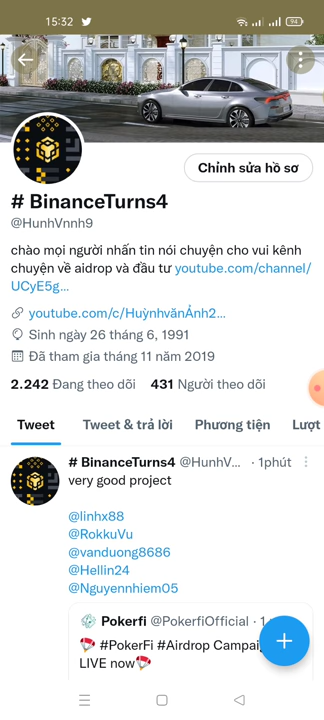 15:32
94
Chỉnh sửa hồ sơ
# BinanceTurns4
@HunhVnnh9
chào mọi người nhấn tin nói chuyện cho vui kênh
chuyện về aidrop và đầu tư youtube.com/channel/
UCyE5g...
youtube.com/c/HuỳnhvănẢnh2...
Sinh ngày 26 tháng 6, 1991
Đã tham gia tháng 11 năm 2019
2.242 Đang theo dõi 431 Người theo dõi
Tweet Tweet & trả lời Phương tiện Lượt
# BinanceTurns4 @HunhV... · 1phút
very good project
@linhx88
@RokkuVu
@vanduong8686
@Hellin24
@Nguyennhiem05
Pokerfi @PokerfiOfficial · 1
#PokerFi #Airdrop Campaig
LIVE now